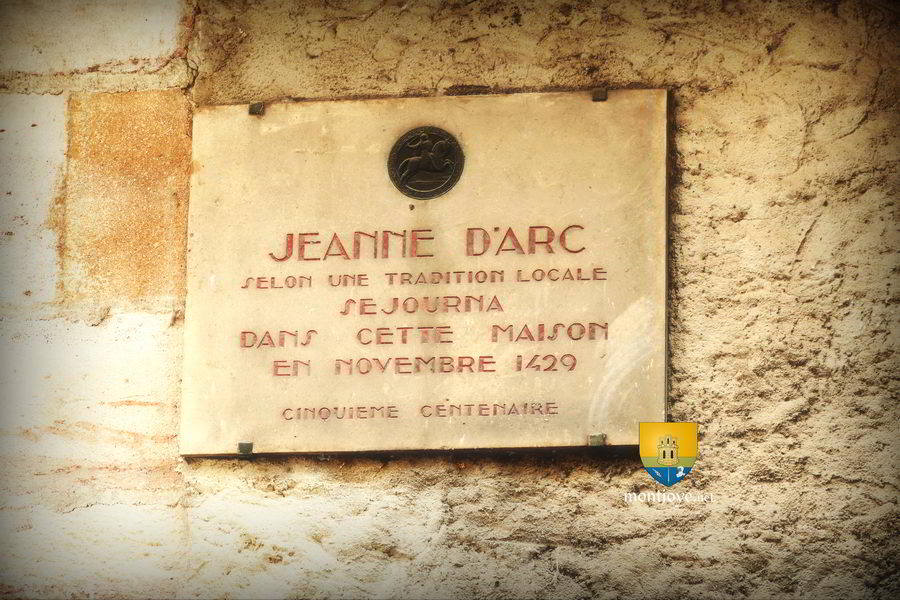 JEANNE D'ARC
SELON UNE TRADITION LOCALE
SEJOURNA
DANS CETTE MAISON
EN NOVEMBRE 1429
CINQUIEME CENTENAIRE
montjoye.net